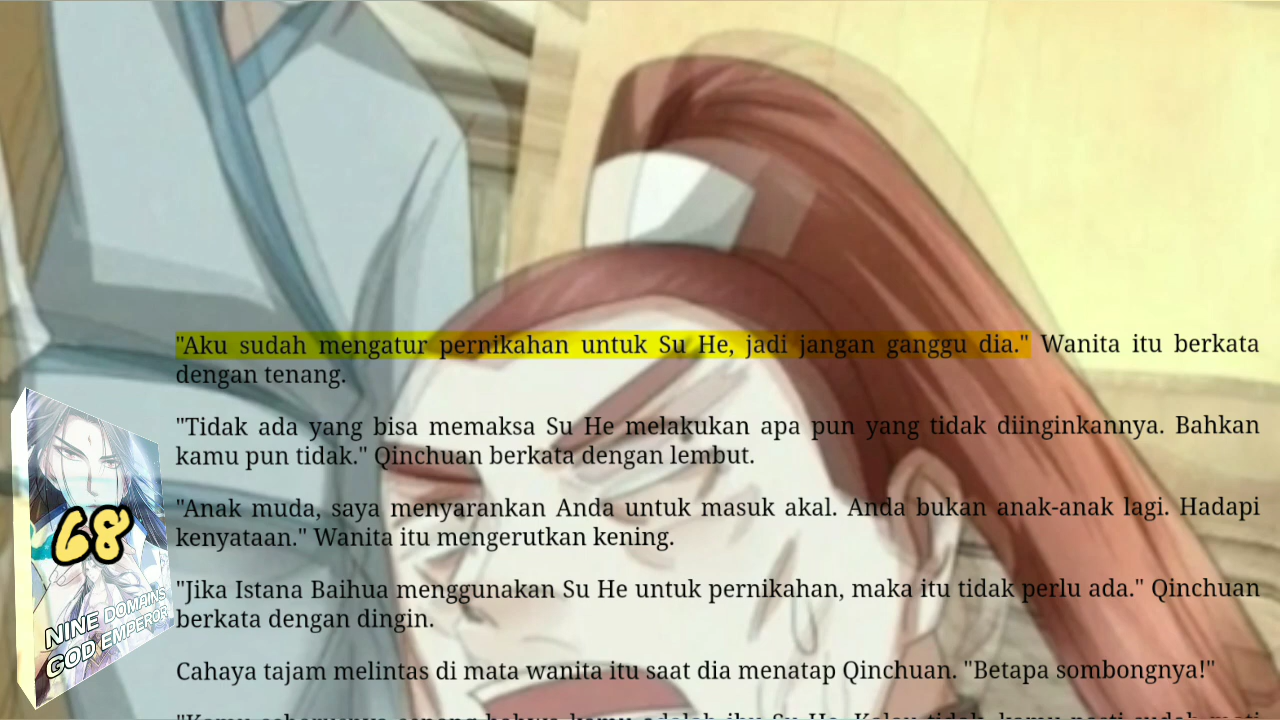 "Aku sudah mengatur pernikahan untuk Su He, jadi jangan ganggu dia." Wanita itu berkata
dengan tenang.
"Tidak ada yang bisa memaksa Su He melakukan apa pun yang tidak diinginkannya. Bahkan
kamu pun tidak." Qinchuan berkata dengan lembut.
"Anak muda, saya menyarankan Anda untuk masuk akal. Anda bukan anak-anak lagi. Hadapi
kenyataan." Wanita itu mengerutkan kening.
"Jika Istana Baihua menggunakan Su He untuk pernikahan, maka itu tidak perlu ada." Qinchuan
berkata dengan dingin.
Cahaya tajam melintas di mata wanita itu saat dia menatap Qinchuan. "Betapa sombongnya!"
68
NINE DOMAINS
GOD EMPEROR